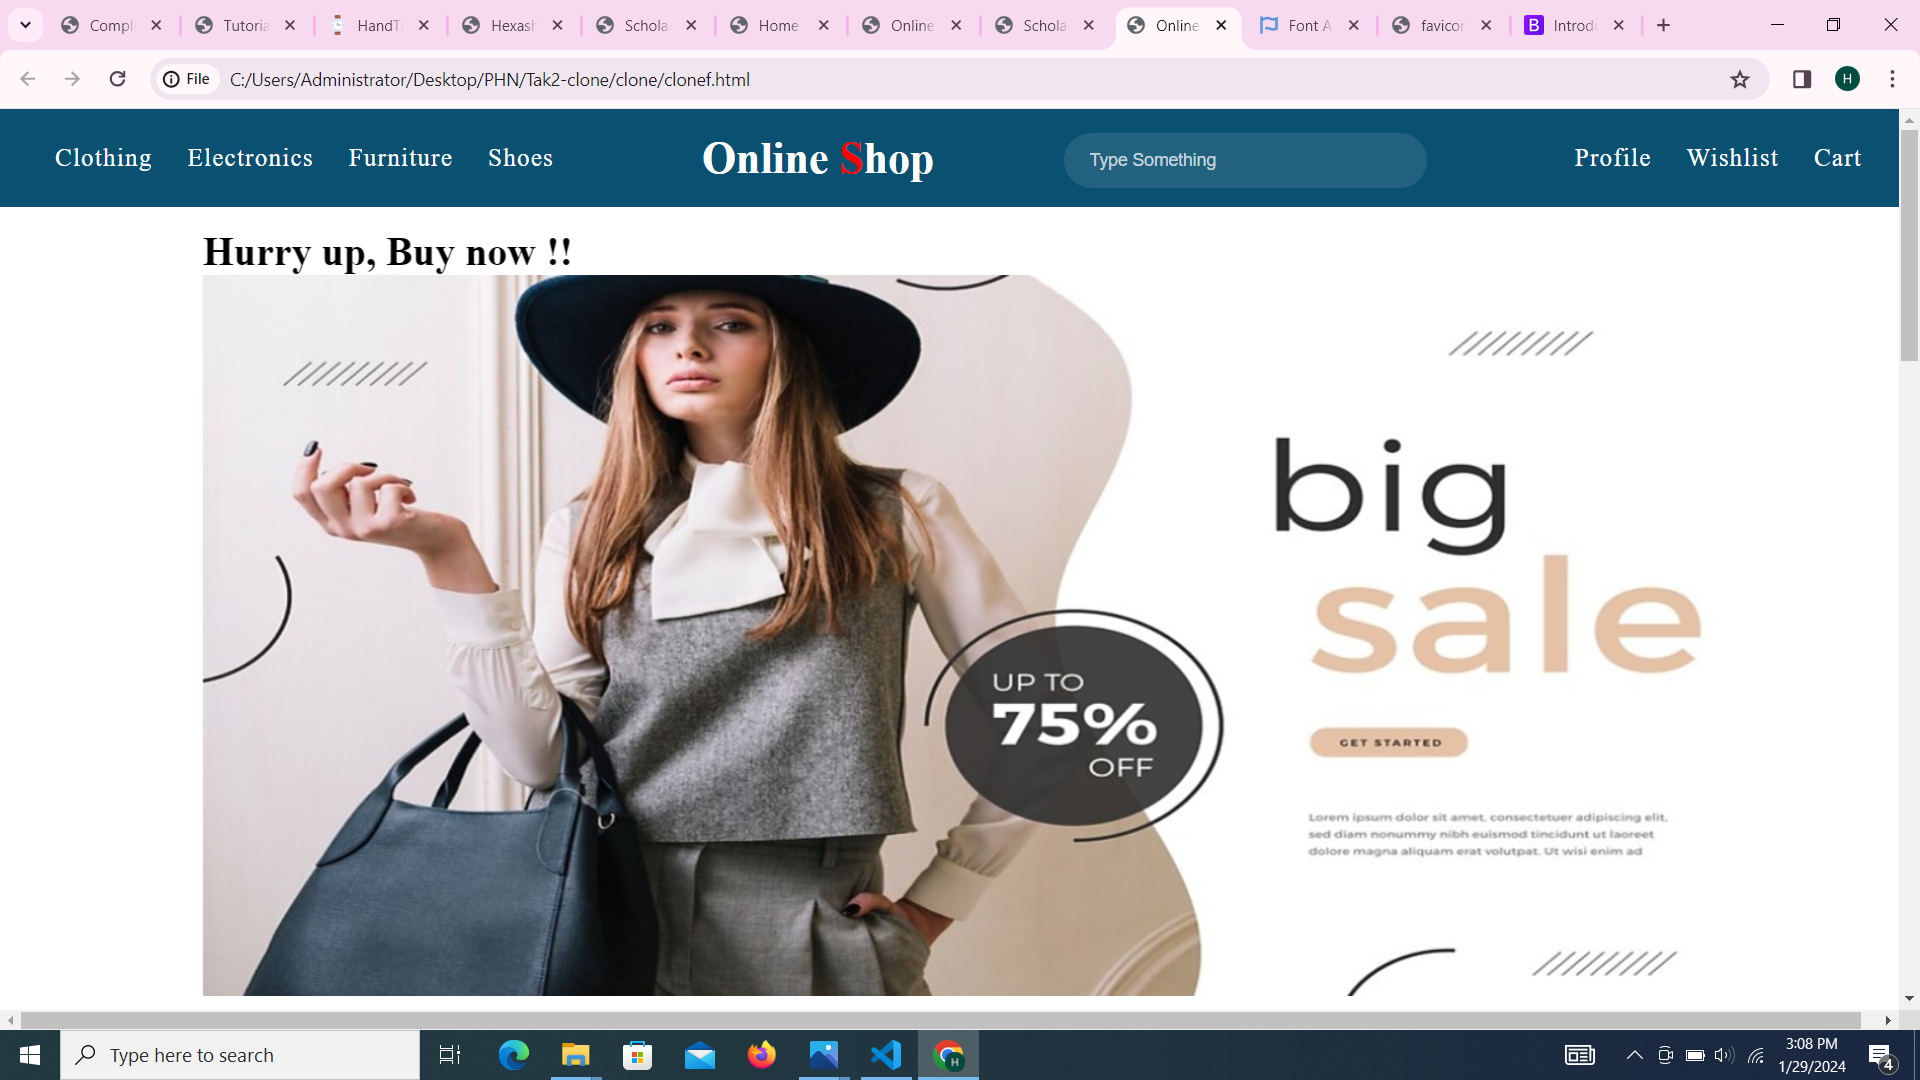 Compl
Tutoria
HandT
Hexash
Schola
Home
Online
Schola
Online
Font A
favicon
B
Introdu
File
C:/Users/Administrator/Desktop/PHN/Tak2-clone/clone/clonef.html
H
Clothing Electronics Furniture Shoes
Online Shop
Type Something
Profile Wishlist Cart
Hurry up, Buy now !!
big
sale
UP TO
75%
OFF
GET STARTED
Lorem ipsum dolor sit amet, consectetuer adipiscing elit,
sed diam nonummy nibh euismod tincidunt ut laoreet
dolore magna aliquam erat volutpat. Ut wisi enim ad
Type here to search
H
3:08 PM
1/29/2024
4